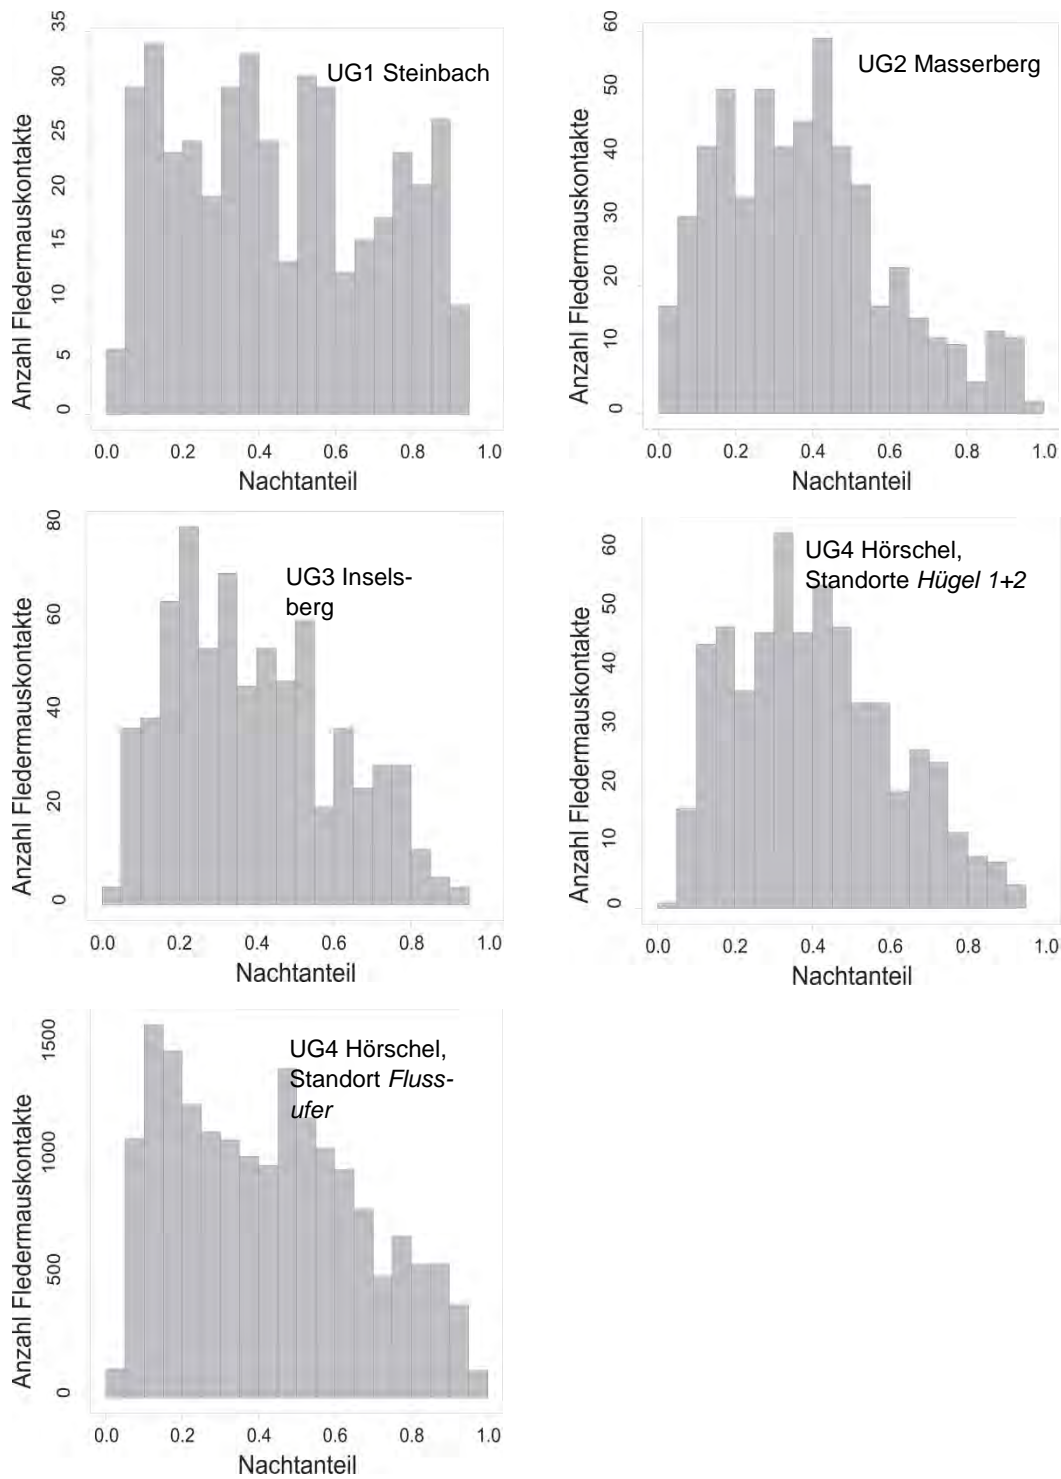 UG1 Steinbach
Anzahl Fledermauskontakte
0 5 10 15 20 25 30 35
0.0 0.2 0.4 0.6 0.8 1.0
Nachtanteil
UG2 Masserberg
Anzahl Fledermauskontakte
0 10 20 30 40 50 60
0.0 0.2 0.4 0.6 0.8 1.0
Nachtanteil
UG3 Insels-
berg
Anzahl Fledermauskontakte
0 20 40 60 80
0.0 0.2 0.4 0.6 0.8 1.0
Nachtanteil
UG4 Hörschel,
Standorte Hügel 1+2
Anzahl Fledermauskontakte
0 10 20 30 40 50 60
0.0 0.2 0.4 0.6 0.8 1.0
Nachtanteil
UG4 Hörschel,
Standort Fluss-
ufer
Anzahl Fledermauskontakte
0 500 1000 1500
0.0 0.2 0.4 0.6 0.8 1.0
Nachtanteil